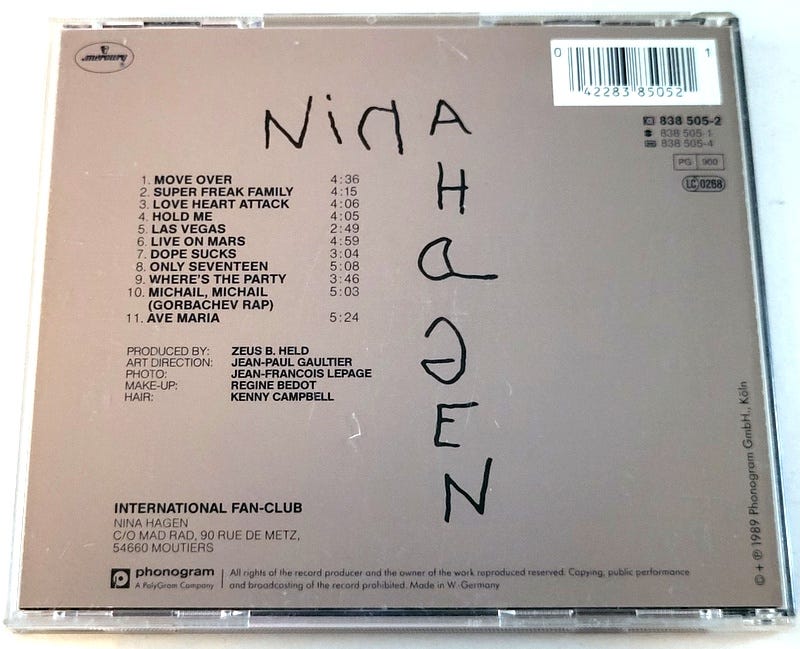 mercury
0 42283 85052 1
838 505-2
838 505-1
838 505-4
PG 900
LC 0268
NINA
HAGEN
1. MOVE OVER 4:36
2. SUPER FREAK FAMILY 4:15
3. LOVE HEART ATTACK 4:06
4. HOLD ME 4:05
5. LAS VEGAS 2:49
6. LIVE ON MARS 4:59
7. DOPE SUCKS 3:04
8. ONLY SEVENTEEN 5:08
9. WHERE'S THE PARTY 3:46
10. MICHAIL, MICHAIL 5:03
(GORBACHEV RAP)
11. AVE MARIA 5:24
PRODUCED BY: ZEUS B. HELD
ART DIRECTION: JEAN-PAUL GAULTIER
PHOTO: JEAN-FRANCOIS LEPAGE
MAKE-UP: REGINE BEDOT
HAIR: KENNY CAMPBELL
INTERNATIONAL FAN-CLUB
NINA HAGEN
C/O MAD RAD, 90 RUE DE METZ,
54660 MOUTIERS
phonogram
A PolyGram Company
All rights of the record producer and the owner of the work reproduced reserved. Copying, public performance
and broadcasting of the record prohibited. Made in W.-Germany
© + ℗ 1989 Phonogram GmbH., Köln